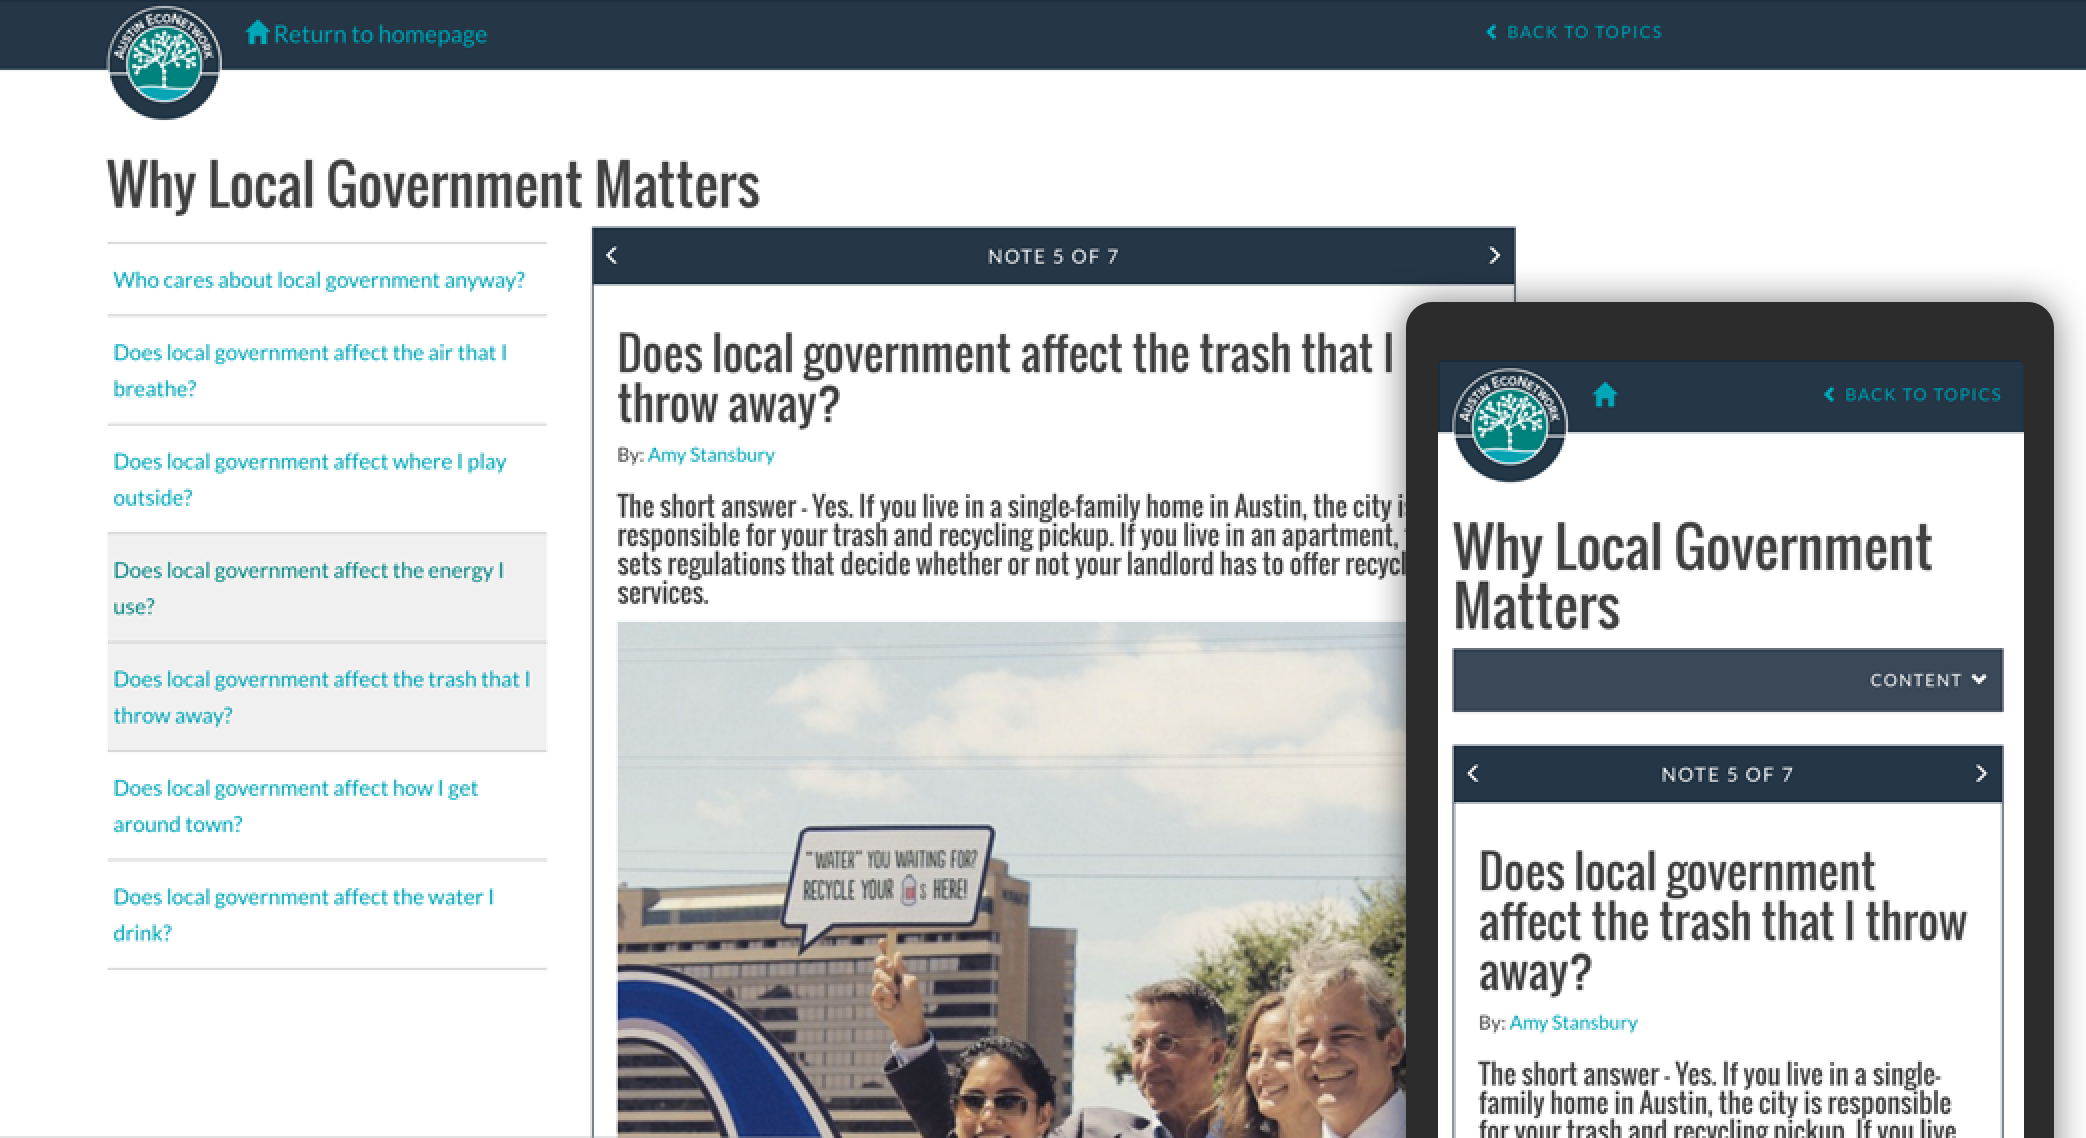 AUSTIN ECONETWORK
Return to homepage
BACK TO TOPICS
Why Local Government Matters
Who cares about local government anyway?
Does local government affect the air that I
breathe?
Does local government affect where I play
outside?
Does local government affect the energy I
use?
Does local government affect the trash that I
throw away?
Does local government affect how I get
around town?
Does local government affect the water I
drink?
NOTE 5 OF 7
Does local government affect the trash that I
throw away?
By: Amy Stansbury
The short answer - Yes. If you live in a single-family home in Austin, the city
responsible for your trash and recycling pickup. If you live in an apartment,
sets regulations that decide whether or not your landlord has to offer
services.
"WATER" YOU WAITING FOR?
RECYCLE YOUR S HERE!
AUSTIN ECONETWORK
BACK TO TOPICS
Why Local Government
Matters
CONTENT
NOTE 5 OF 7
Does local government
affect the trash that I throw
away?
By: Amy Stansbury
The short answer - Yes. If you live in a single-
family home in Austin, the city is responsible
for your trash and recycling pickup. If you live